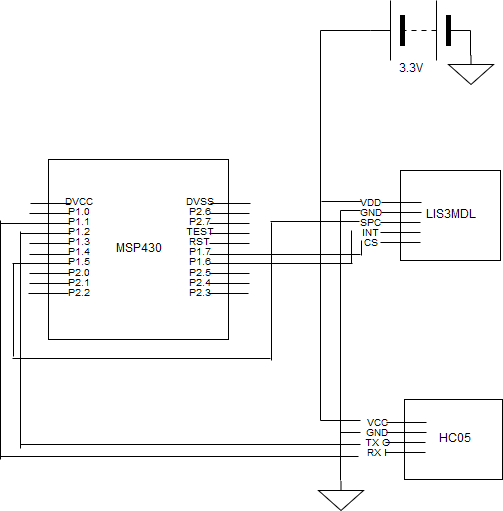 3.3V
DVCC DVSS
P1.0 P2.6
P1.1 P2.7
P1.2 TEST
P1.3 RST
P1.4 P1.7
P1.5 P1.6
P2.0 P2.5
P2.1 P2.4
P2.2 P2.3
MSP430
VDD
GND
SPC
INT
CS
LIS3MDL
VCC
GND
TX O
RX I
HC05